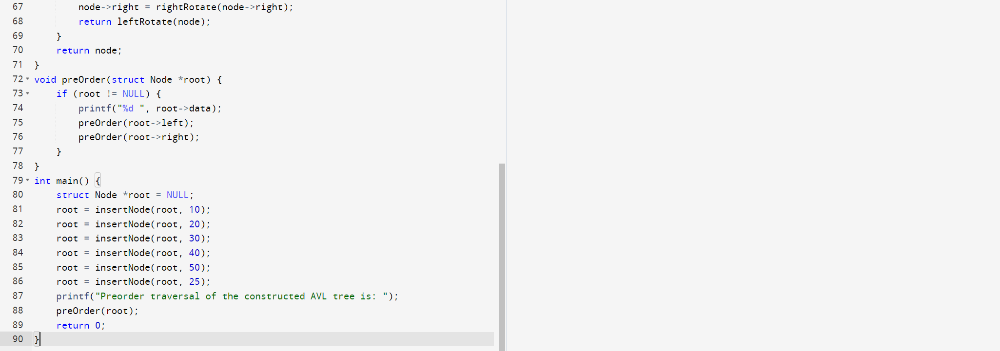 67 node->right = rightRotate(node->right);
68 return leftRotate(node);
69 }
70 return node;
71 }
72 void preOrder(struct Node *root) {
73 if (root != NULL) {
74 printf("%d ", root->data);
75 preOrder(root->left);
76 preOrder(root->right);
77 }
78 }
79 int main() {
80 struct Node *root = NULL;
81 root = insertNode(root, 10);
82 root = insertNode(root, 20);
83 root = insertNode(root, 30);
84 root = insertNode(root, 40);
85 root = insertNode(root, 50);
86 root = insertNode(root, 25);
87 printf("Preorder traversal of the constructed AVL tree is: ");
88 preOrder(root);
89 return 0;
90 }